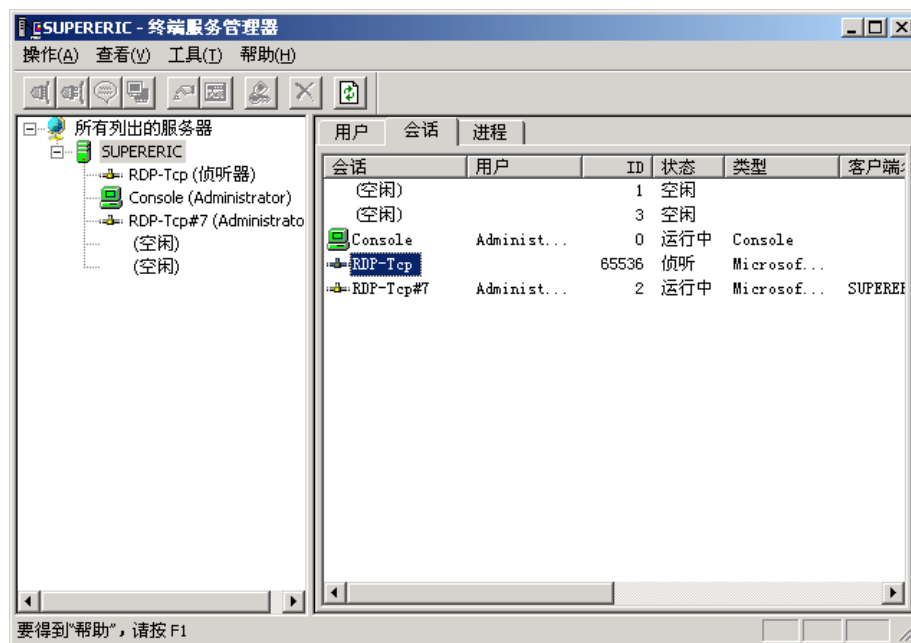 SUPERERIC - 终端服务管理器
操作(A) 查看(V) 工具(T) 帮助(H)
所有列出的服务器
SUPERERIC
RDP-Tcp (侦听器)
Console (Administrator)
RDP-Tcp#7 (Administrato
(空闲)
(空闲)
用户 会话 进程
会话 用户 ID 状态 类型 客户端
(空闲) 1 空闲
(空闲) 3 空闲
Console Administ... 0 运行中 Console
RDP-Tcp 65536 侦听 Microsof...
RDP-Tcp#7 Administ... 2 运行中 Microsof... SUPERE
要得到“帮助”，请按 F1